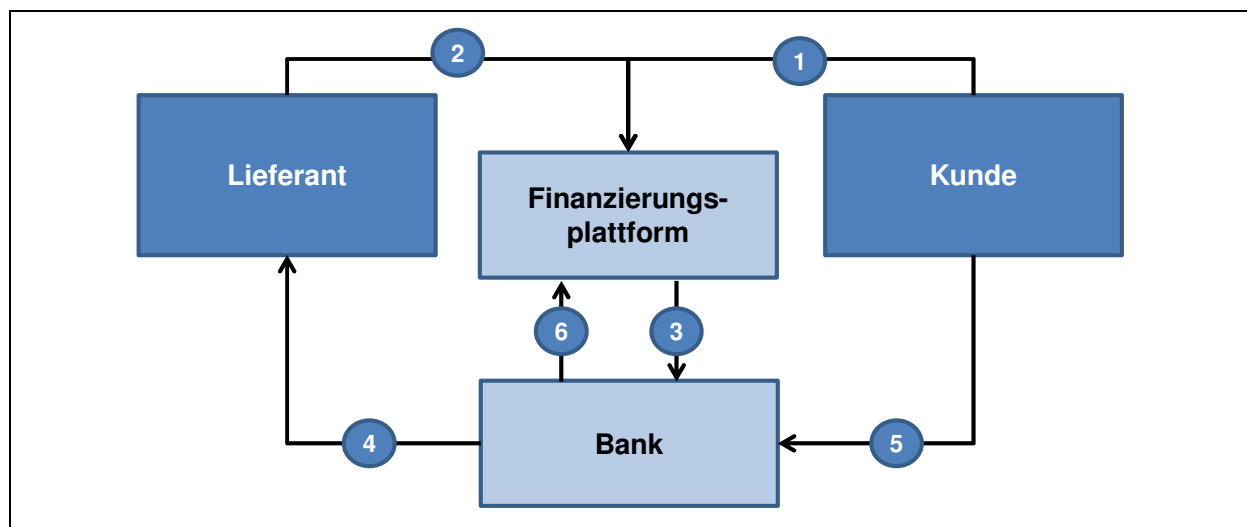 2
1
Lieferant
Kunde
Finanzierungs-
plattform
6
3
4
Bank
5